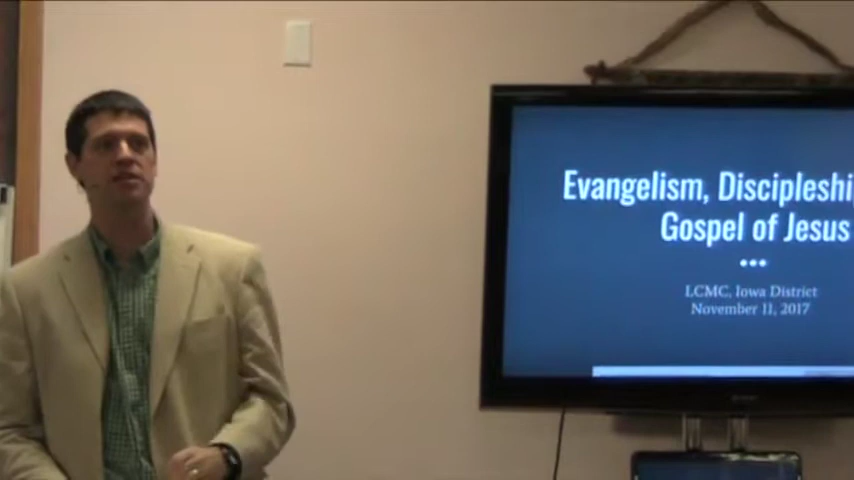 Evangelism, Discipleshi
Gospel of Jesus
LCMC, Iowa District
November 11, 2017